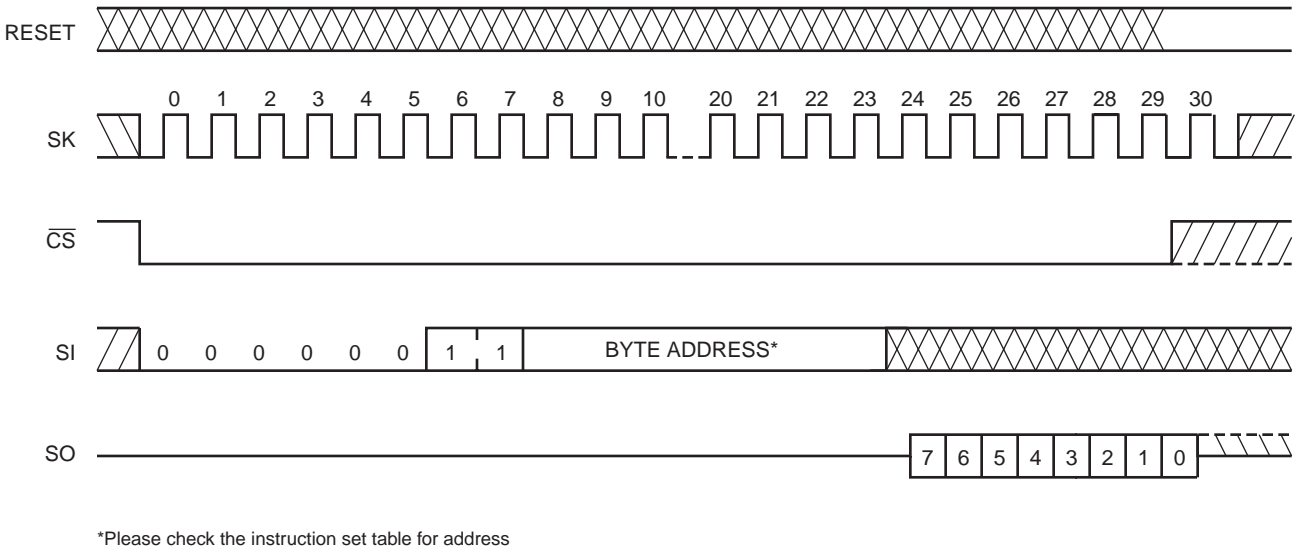 RESET
0 1 2 3 4 5 6 7 8 9 10 20 21 22 23 24 25 26 27 28 29 30
SK
CS
SI 0 0 0 0 0 0 1 1 BYTE ADDRESS*
SO 7 6 5 4 3 2 1 0
*Please check the instruction set table for address